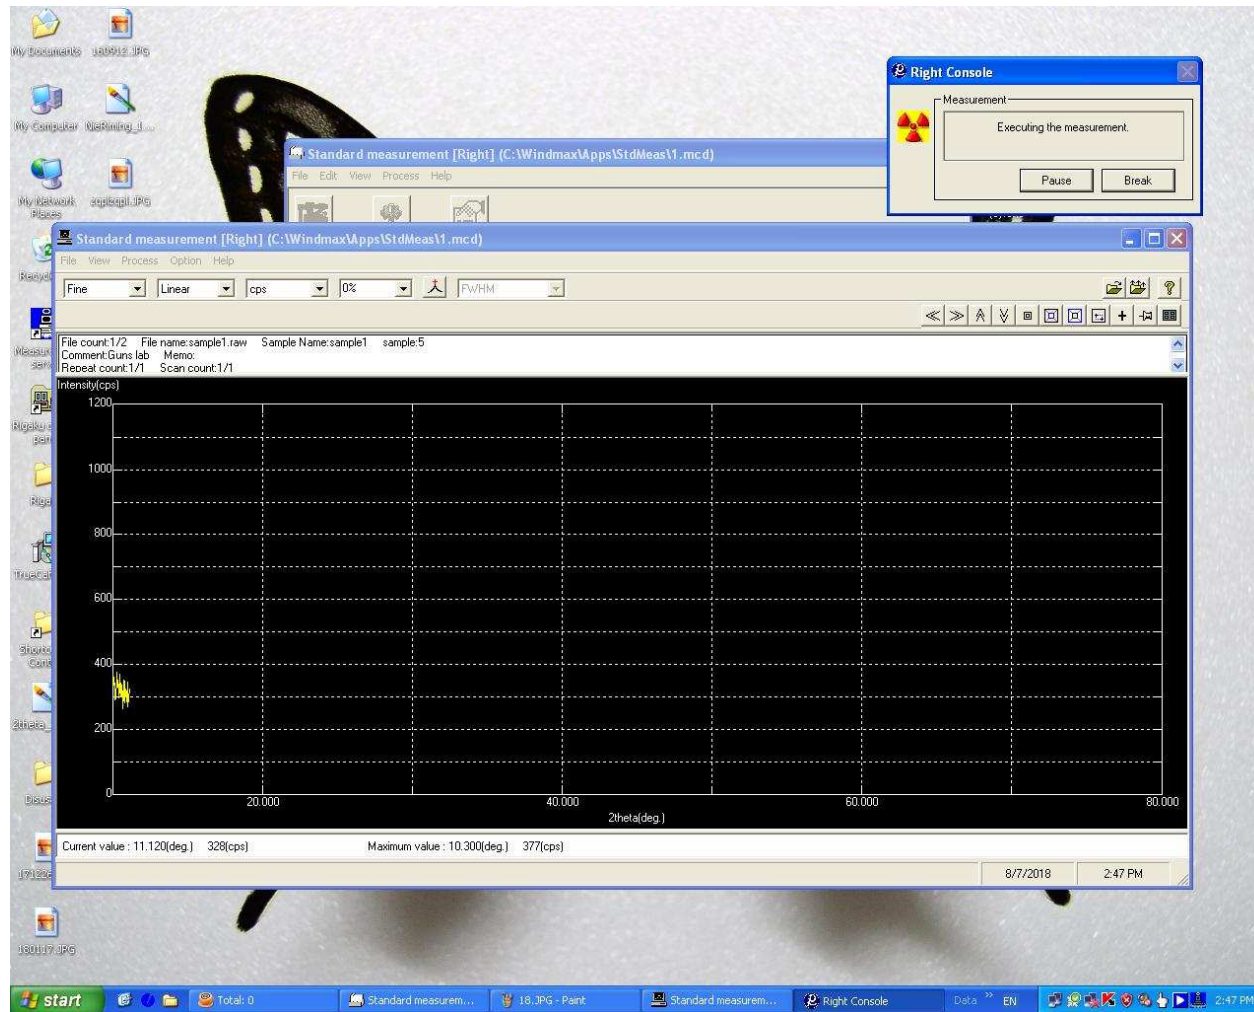 My Documents
180912.JPG
My Computer
My Network
Places
Right Console
Measurement
Executing the measurement.
Pause
Break
Standard measurement [Right] (C:\Windmax\Apps\StdMeas\1.mcd)
File Edit View Process Help
Standard measurement [Right] (C:\Windmax\Apps\StdMeas\1.mcd)
File View Process Option Help
Fine Linear cps 0% FWHM
File count:1/2 File name:sample1.raw Sample Name:sample1 sample:5
Comment:Guns lab Memo:
Repeat count:1/1 Scan count:1/1
Intensity(cps)
1200
1000
800
600
400
200
0
20.000 40.000 60.000 80.000
2theta(deg.)
Current value : 11.120(deg.) 328(cps) Maximum value : 10.300(deg.) 377(cps)
8/7/2018 2:47 PM
180117.JPG
start Total: 0 Standard measurem... 18.JPG - Paint Standard measurem... Right Console Data » EN 2:47 PM